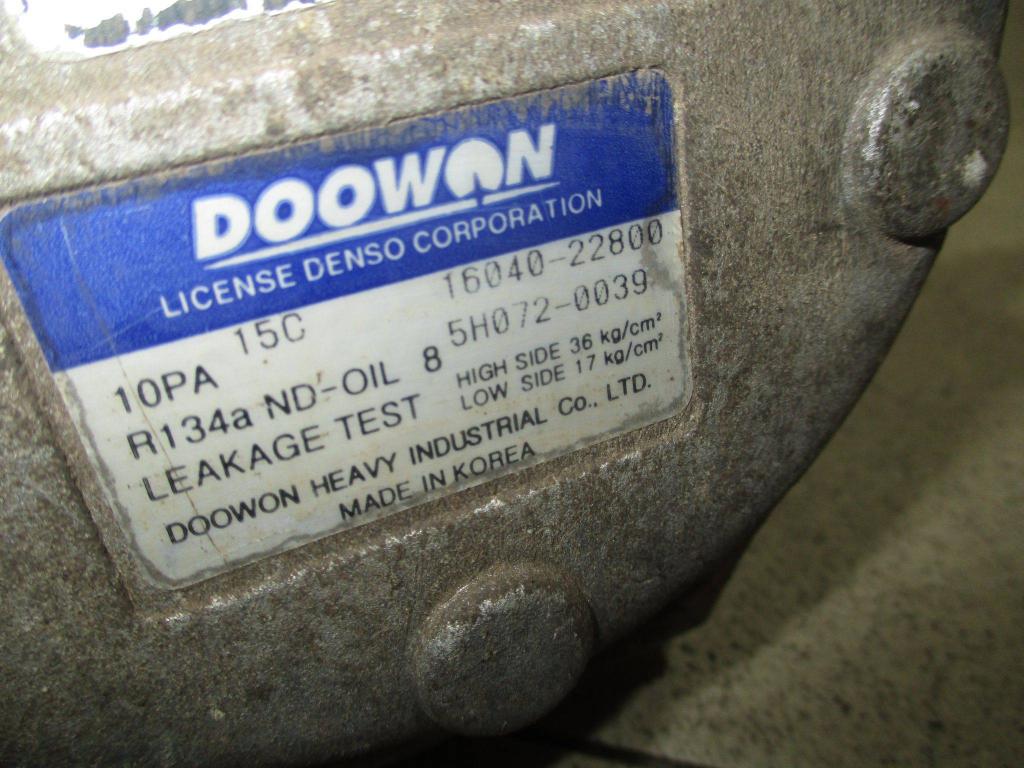 DOOWON
LICENSE DENSO CORPORATION
10PA 15C 16040-22800
R134a ND-OIL 8 5H072-0039
LEAKAGE TEST HIGH SIDE 36 kg/cm²
LOW SIDE 17 kg/cm²
DOOWON HEAVY INDUSTRIAL Co., LTD.
MADE IN KOREA